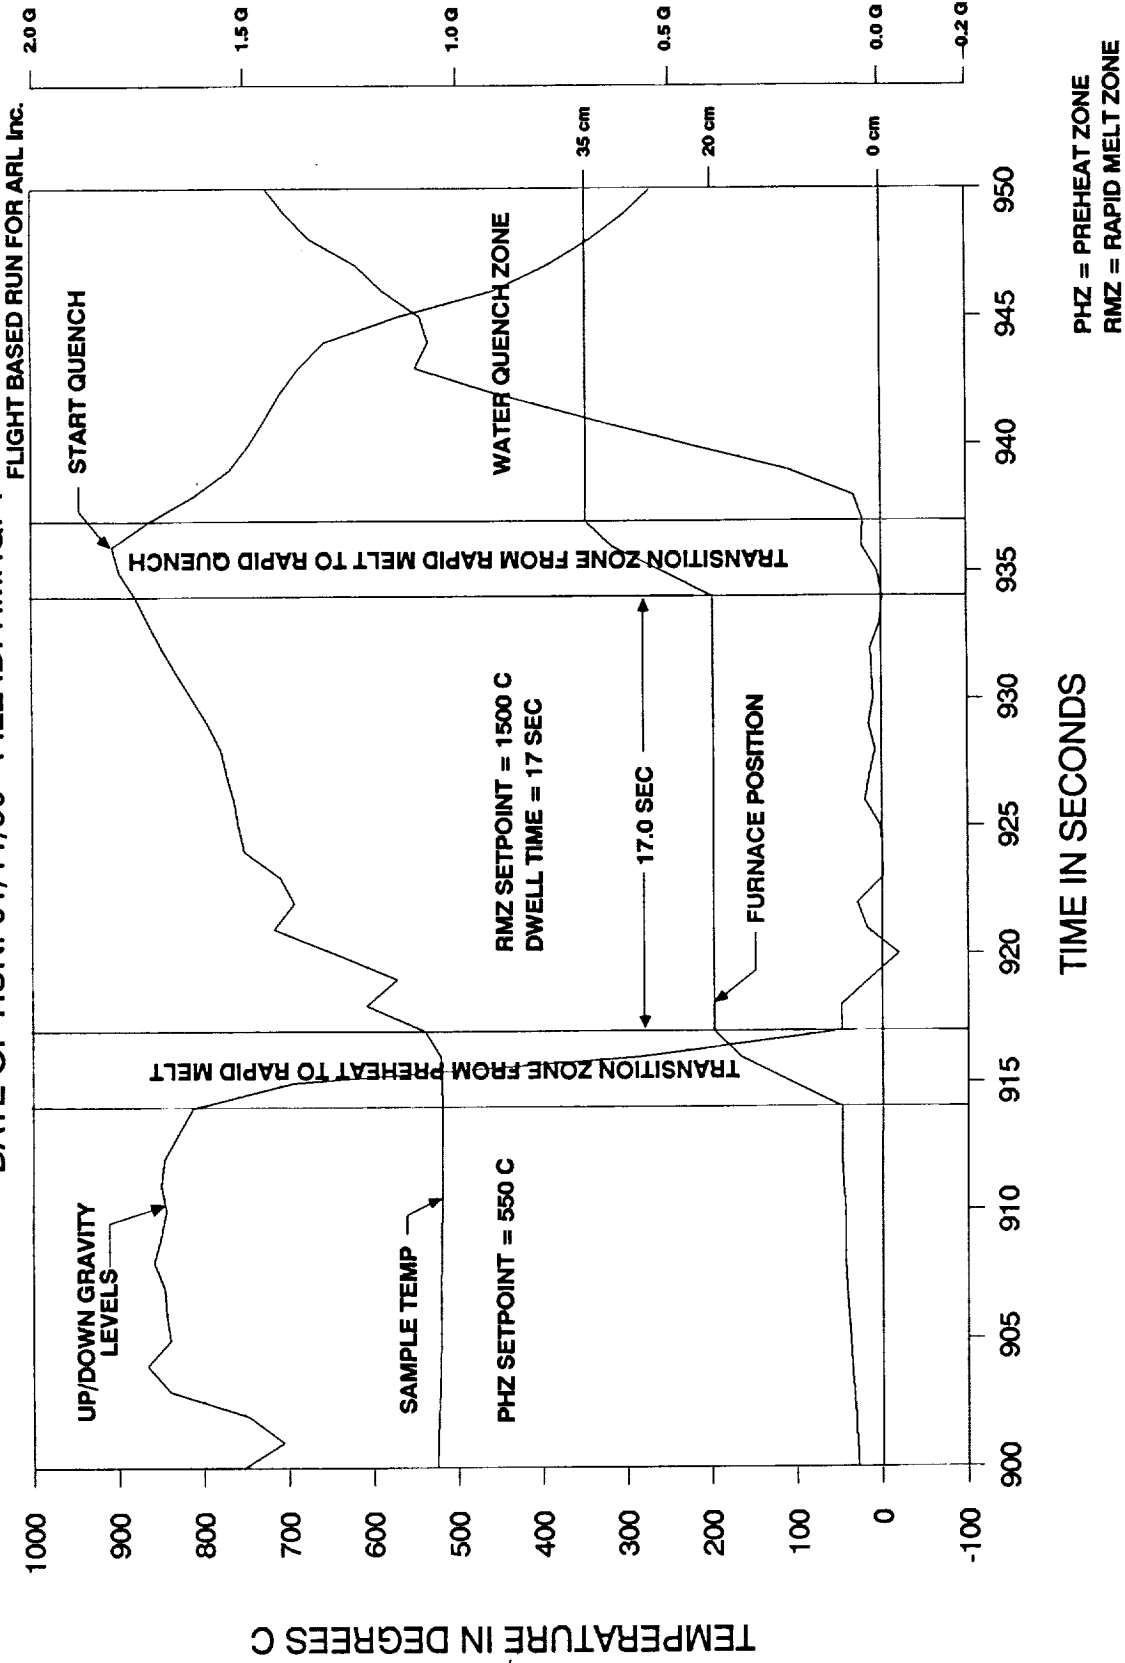 FLIGHT BASED RUN FOR ARL Inc.
2.0 G
1.5 G
1.0 G
0.5 G
0.0 G
-0.2 G
35 cm
20 cm
0 cm
START QUENCH
WATER QUENCH ZONE
TRANSITION ZONE FROM RAPID MELT TO RAPID QUENCH
RMZ SETPOINT = 1500 C
DWELL TIME = 17 SEC
17.0 SEC
FURNACE POSITION
TRANSITION ZONE FROM PREHEAT TO RAPID MELT
UP/DOWN GRAVITY
LEVELS
SAMPLE TEMP
PHZ SETPOINT = 550 C
1000
900
800
700
600
500
400
300
200
100
0
-100
TEMPERATURE IN DEGREES C
900
905
910
915
920
925
930
935
940
945
950
TIME IN SECONDS
PHZ = PREHEAT ZONE
RMZ = RAPID MELT ZONE